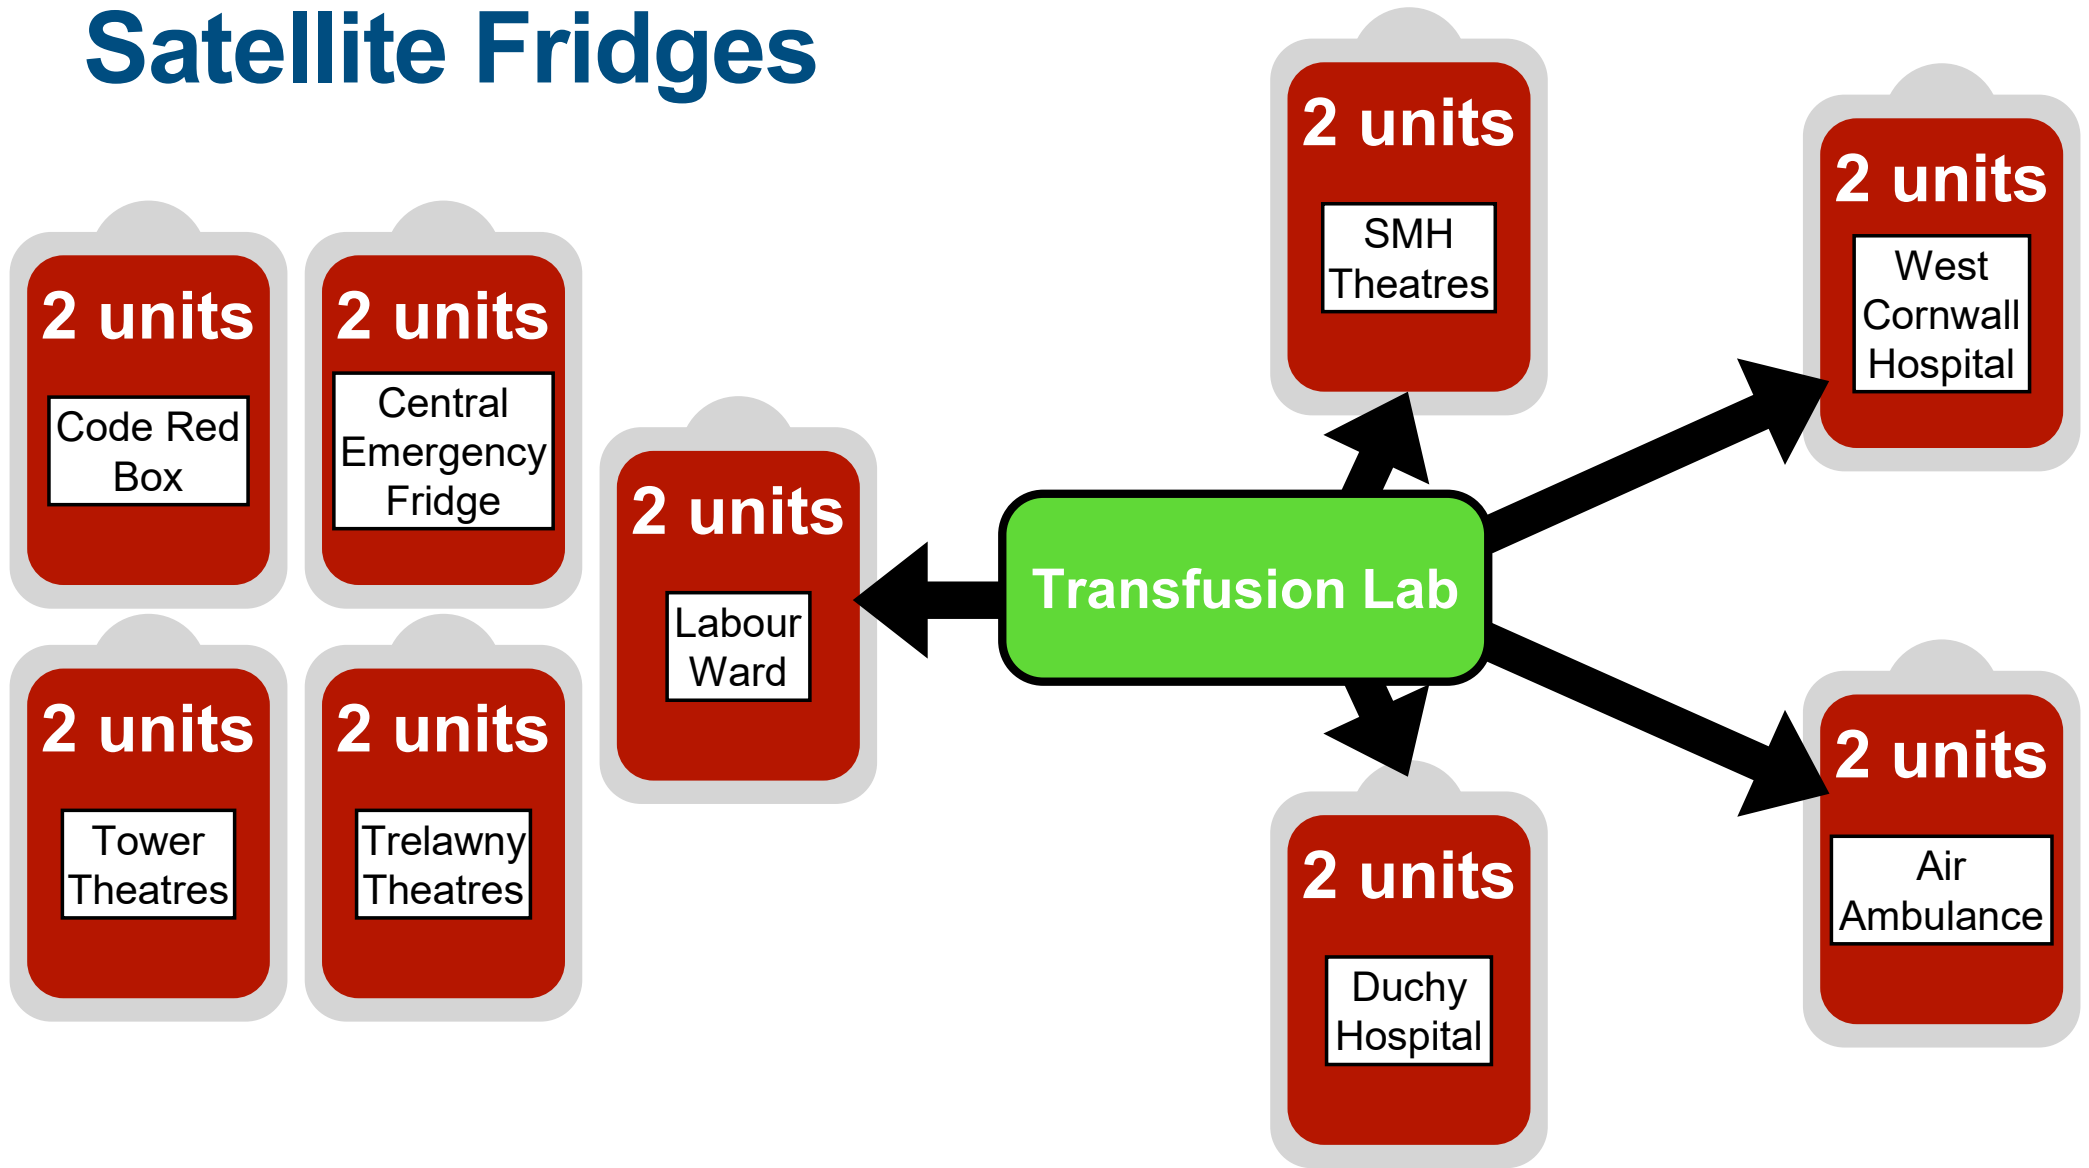 Satellite Fridges
2 units
Code Red
Box
2 units
Central
Emergency
Fridge
2 units
Tower
Theatres
2 units
Trelawny
Theatres
2 units
Labour
Ward
Transfusion Lab
2 units
SMH
Theatres
2 units
West
Cornwall
Hospital
2 units
Duchy
Hospital
2 units
Air
Ambulance